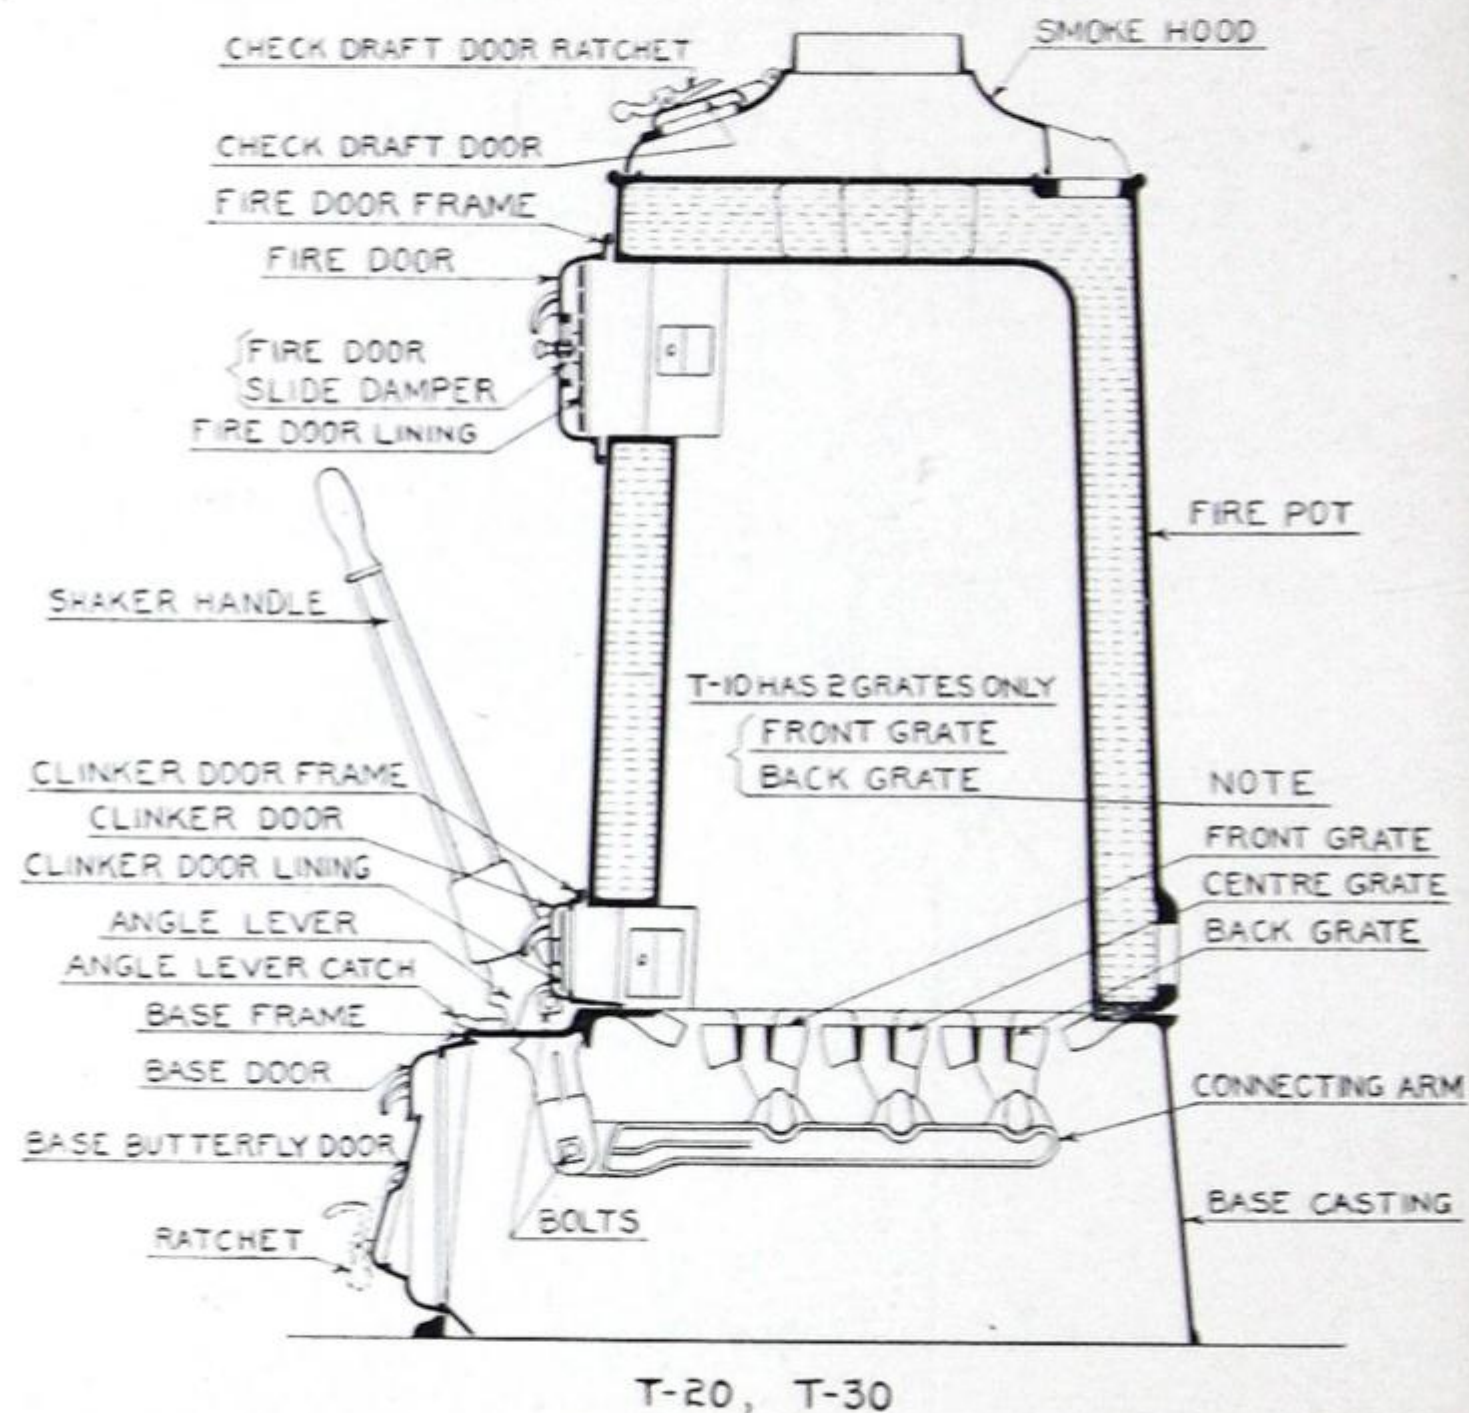 CHECK DRAFT DOOR RATCHET
SMOKE HOOD
CHECK DRAFT DOOR
FIRE DOOR FRAME
FIRE DOOR
FIRE DOOR
SLIDE DAMPER
FIRE DOOR LINING
FIRE POT
SHAKER HANDLE
T-10 HAS 2 GRATES ONLY
FRONT GRATE
BACK GRATE
NOTE
CLINKER DOOR FRAME
CLINKER DOOR
CLINKER DOOR LINING
ANGLE LEVER
ANGLE LEVER CATCH
BASE FRAME
BASE DOOR
BASE BUTTERFLY DOOR
RATCHET
BOLTS
FRONT GRATE
CENTRE GRATE
BACK GRATE
CONNECTING ARM
BASE CASTING
T-20, T-30